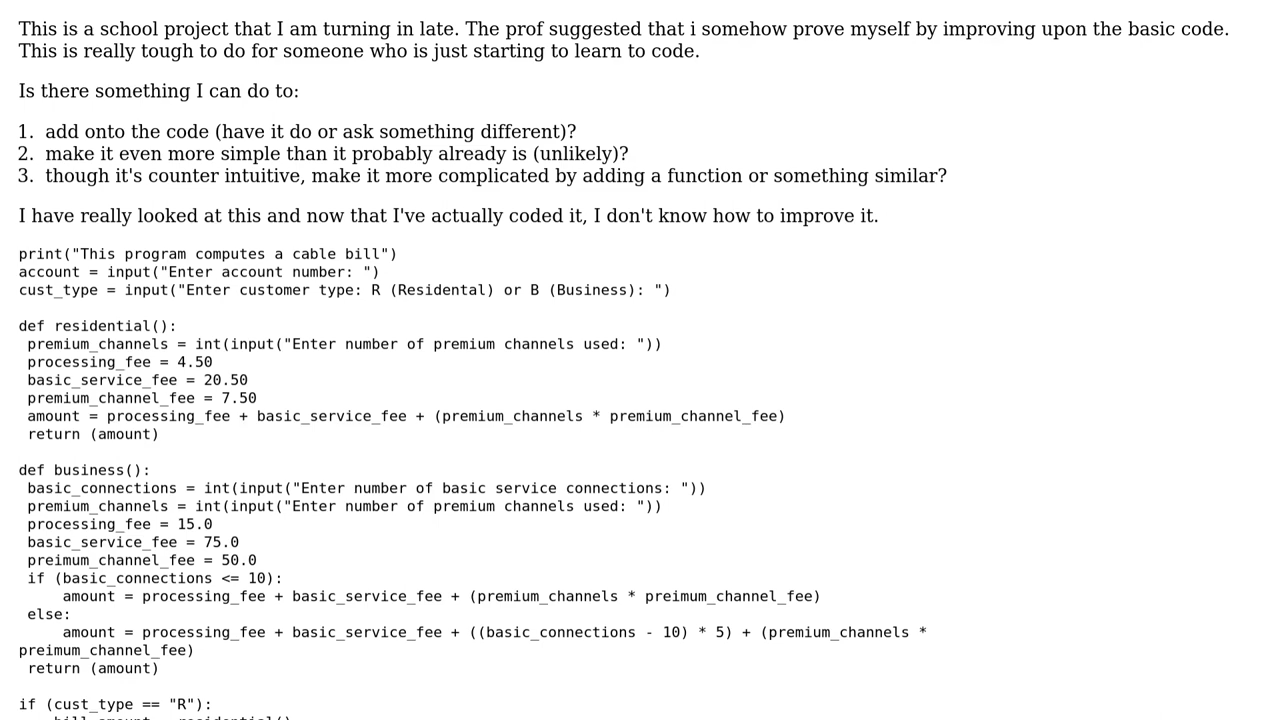 This is a school project that I am turning in late. The prof suggested that i somehow prove myself by improving upon the basic code.
This is really tough to do for someone who is just starting to learn to code.
Is there something I can do to:
1. add onto the code (have it do or ask something different)?
2. make it even more simple than it probably already is (unlikely)?
3. though it's counter intuitive, make it more complicated by adding a function or something similar?
I have really looked at this and now that I've actually coded it, I don't know how to improve it.
print("This program computes a cable bill")
account = input("Enter account number: ")
cust_type = input("Enter customer type: R (Residental) or B (Business): ")
def residential():
 premium_channels = int(input("Enter number of premium channels used: "))
 processing_fee = 4.50
 basic_service_fee = 20.50
 premium_channel_fee = 7.50
 amount = processing_fee + basic_service_fee + (premium_channels * premium_channel_fee)
 return (amount)
def business():
 basic_connections = int(input("Enter number of basic service connections: "))
 premium_channels = int(input("Enter number of premium channels used: "))
 processing_fee = 15.0
 basic_service_fee = 75.0
 preimum_channel_fee = 50.0
 if (basic_connections <= 10):
     amount = processing_fee + basic_service_fee + (premium_channels * preimum_channel_fee)
 else:
     amount = processing_fee + basic_service_fee + ((basic_connections - 10) * 5) + (premium_channels *
preimum_channel_fee)
 return (amount)
if (cust_type == "R"):
    bill_amount = residential()